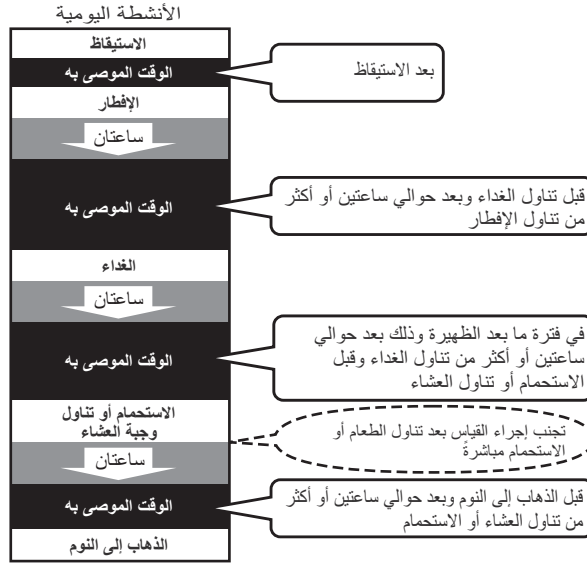 الأنشطة اليومية
الاستيقاظ
الوقت الموصى به
بعد الاستيقاظ
الإفطار
ساعتان
الوقت الموصى به
قبل تناول الغداء وبعد حوالي ساعتين أو أكثر
من تناول الإفطار
الغداء
ساعتان
الوقت الموصى به
في فترة ما بعد الظهيرة وذلك بعد حوالي
ساعتين أو أكثر من تناول الغداء وقبل
الاستحمام أو تناول العشاء
الاستحمام أو تناول
وجبة العشاء
تجنب إجراء القياس بعد تناول الطعام أو
الاستحمام مباشرةً
ساعتان
الوقت الموصى به
قبل الذهاب إلى النوم وبعد حوالي ساعتين أو أكثر
من تناول العشاء أو الاستحمام
الذهاب إلى النوم